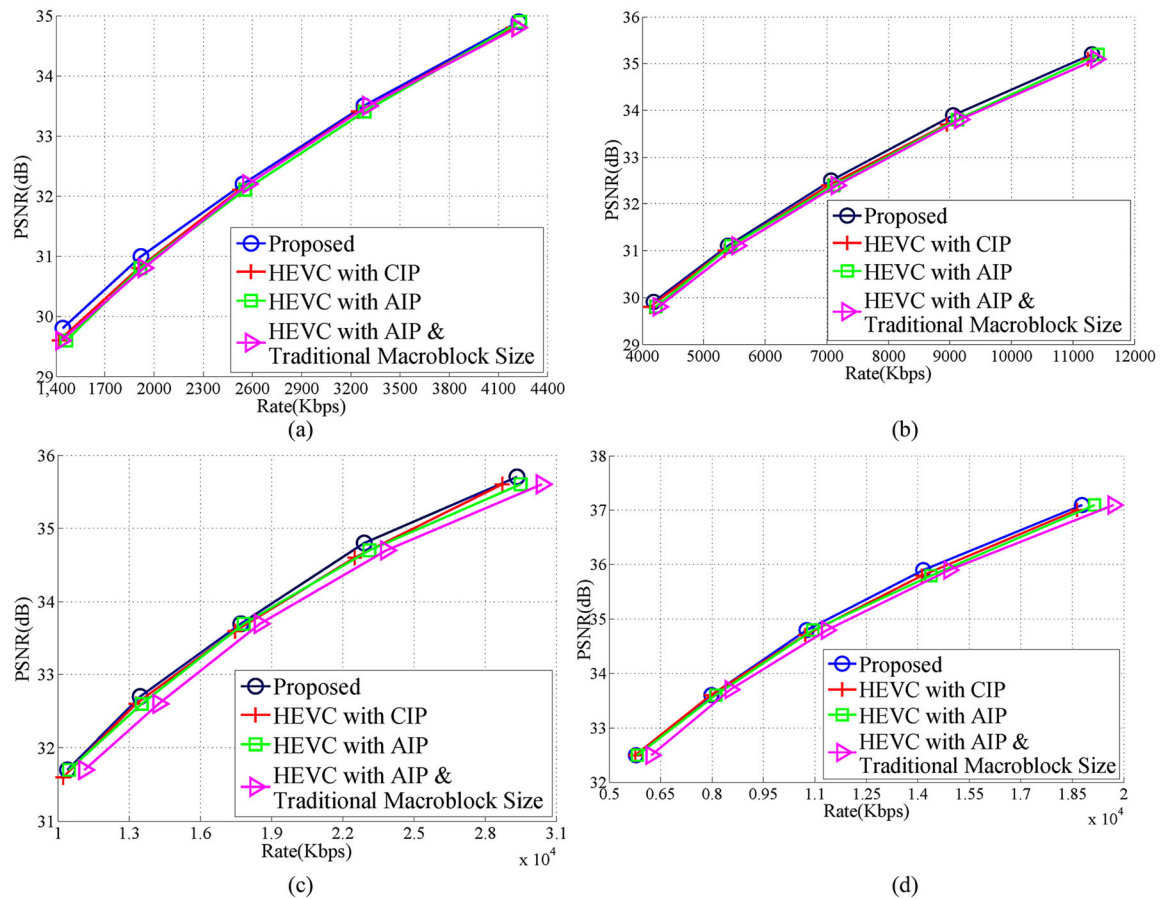 35
34
33
32
31
30
29
PSNR(dB)
Proposed
HEVC with CIP
HEVC with AIP
HEVC with AIP &
Traditional Macroblock Size
1,400 1700 2000 2300 2600 2900 3200 3500 3800 4100 4400
Rate(Kbps)
(a)
36
35
34
33
32
31
30
29
PSNR(dB)
Proposed
HEVC with CIP
HEVC with AIP
HEVC with AIP &
Traditional Macroblock Size
4000 5000 6000 7000 8000 9000 10000 11000 12000
Rate(Kbps)
(b)
36
35
34
33
32
31
PSNR(dB)
Proposed
HEVC with CIP
HEVC with AIP
HEVC with AIP &
Traditional Macroblock Size
1 1.3 1.6 1.9 2.2 2.5 2.8 3.1
Rate(Kbps)
x 10^4
(c)
38
37
36
35
34
33
32
PSNR(dB)
Proposed
HEVC with CIP
HEVC with AIP
HEVC with AIP &
Traditional Macroblock Size
0.5 0.65 0.8 0.95 1.1 1.25 1.4 1.55 1.7 1.85 2
Rate(Kbps)
x 10^4
(d)